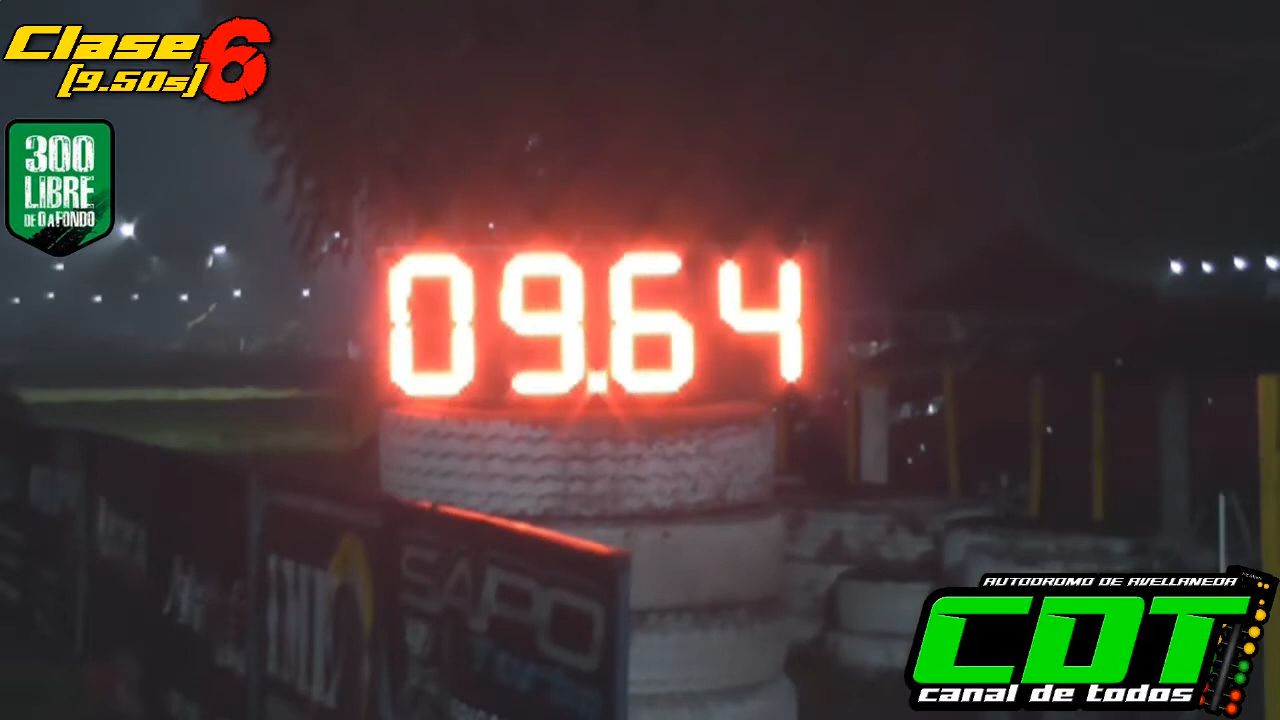 Clase 6
[9.50s]
300
LIBRE
DE 0 A FONDO
09.64
SAPO
AUTODROMO DE AVELLANEDA
CDT
canal de todos